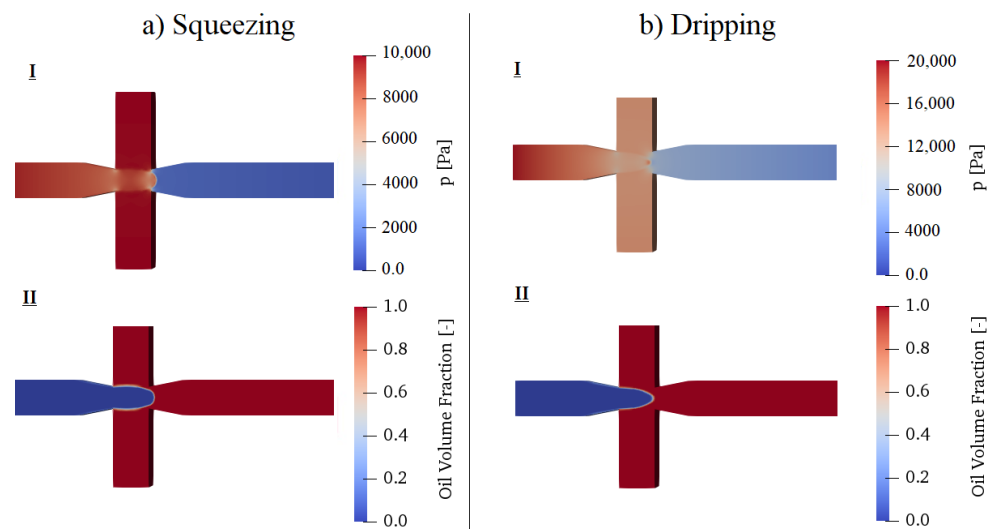 a) Squeezing
I
10,000
8000
6000
4000
2000
0.0
p [Pa]
II
1.0
0.8
0.6
0.4
0.2
0.0
Oil Volume Fraction [-]
b) Dripping
I
20,000
16,000
12,000
8000
4000
0.0
p [Pa]
II
1.0
0.8
0.6
0.4
0.2
0.0
Oil Volume Fraction [-]